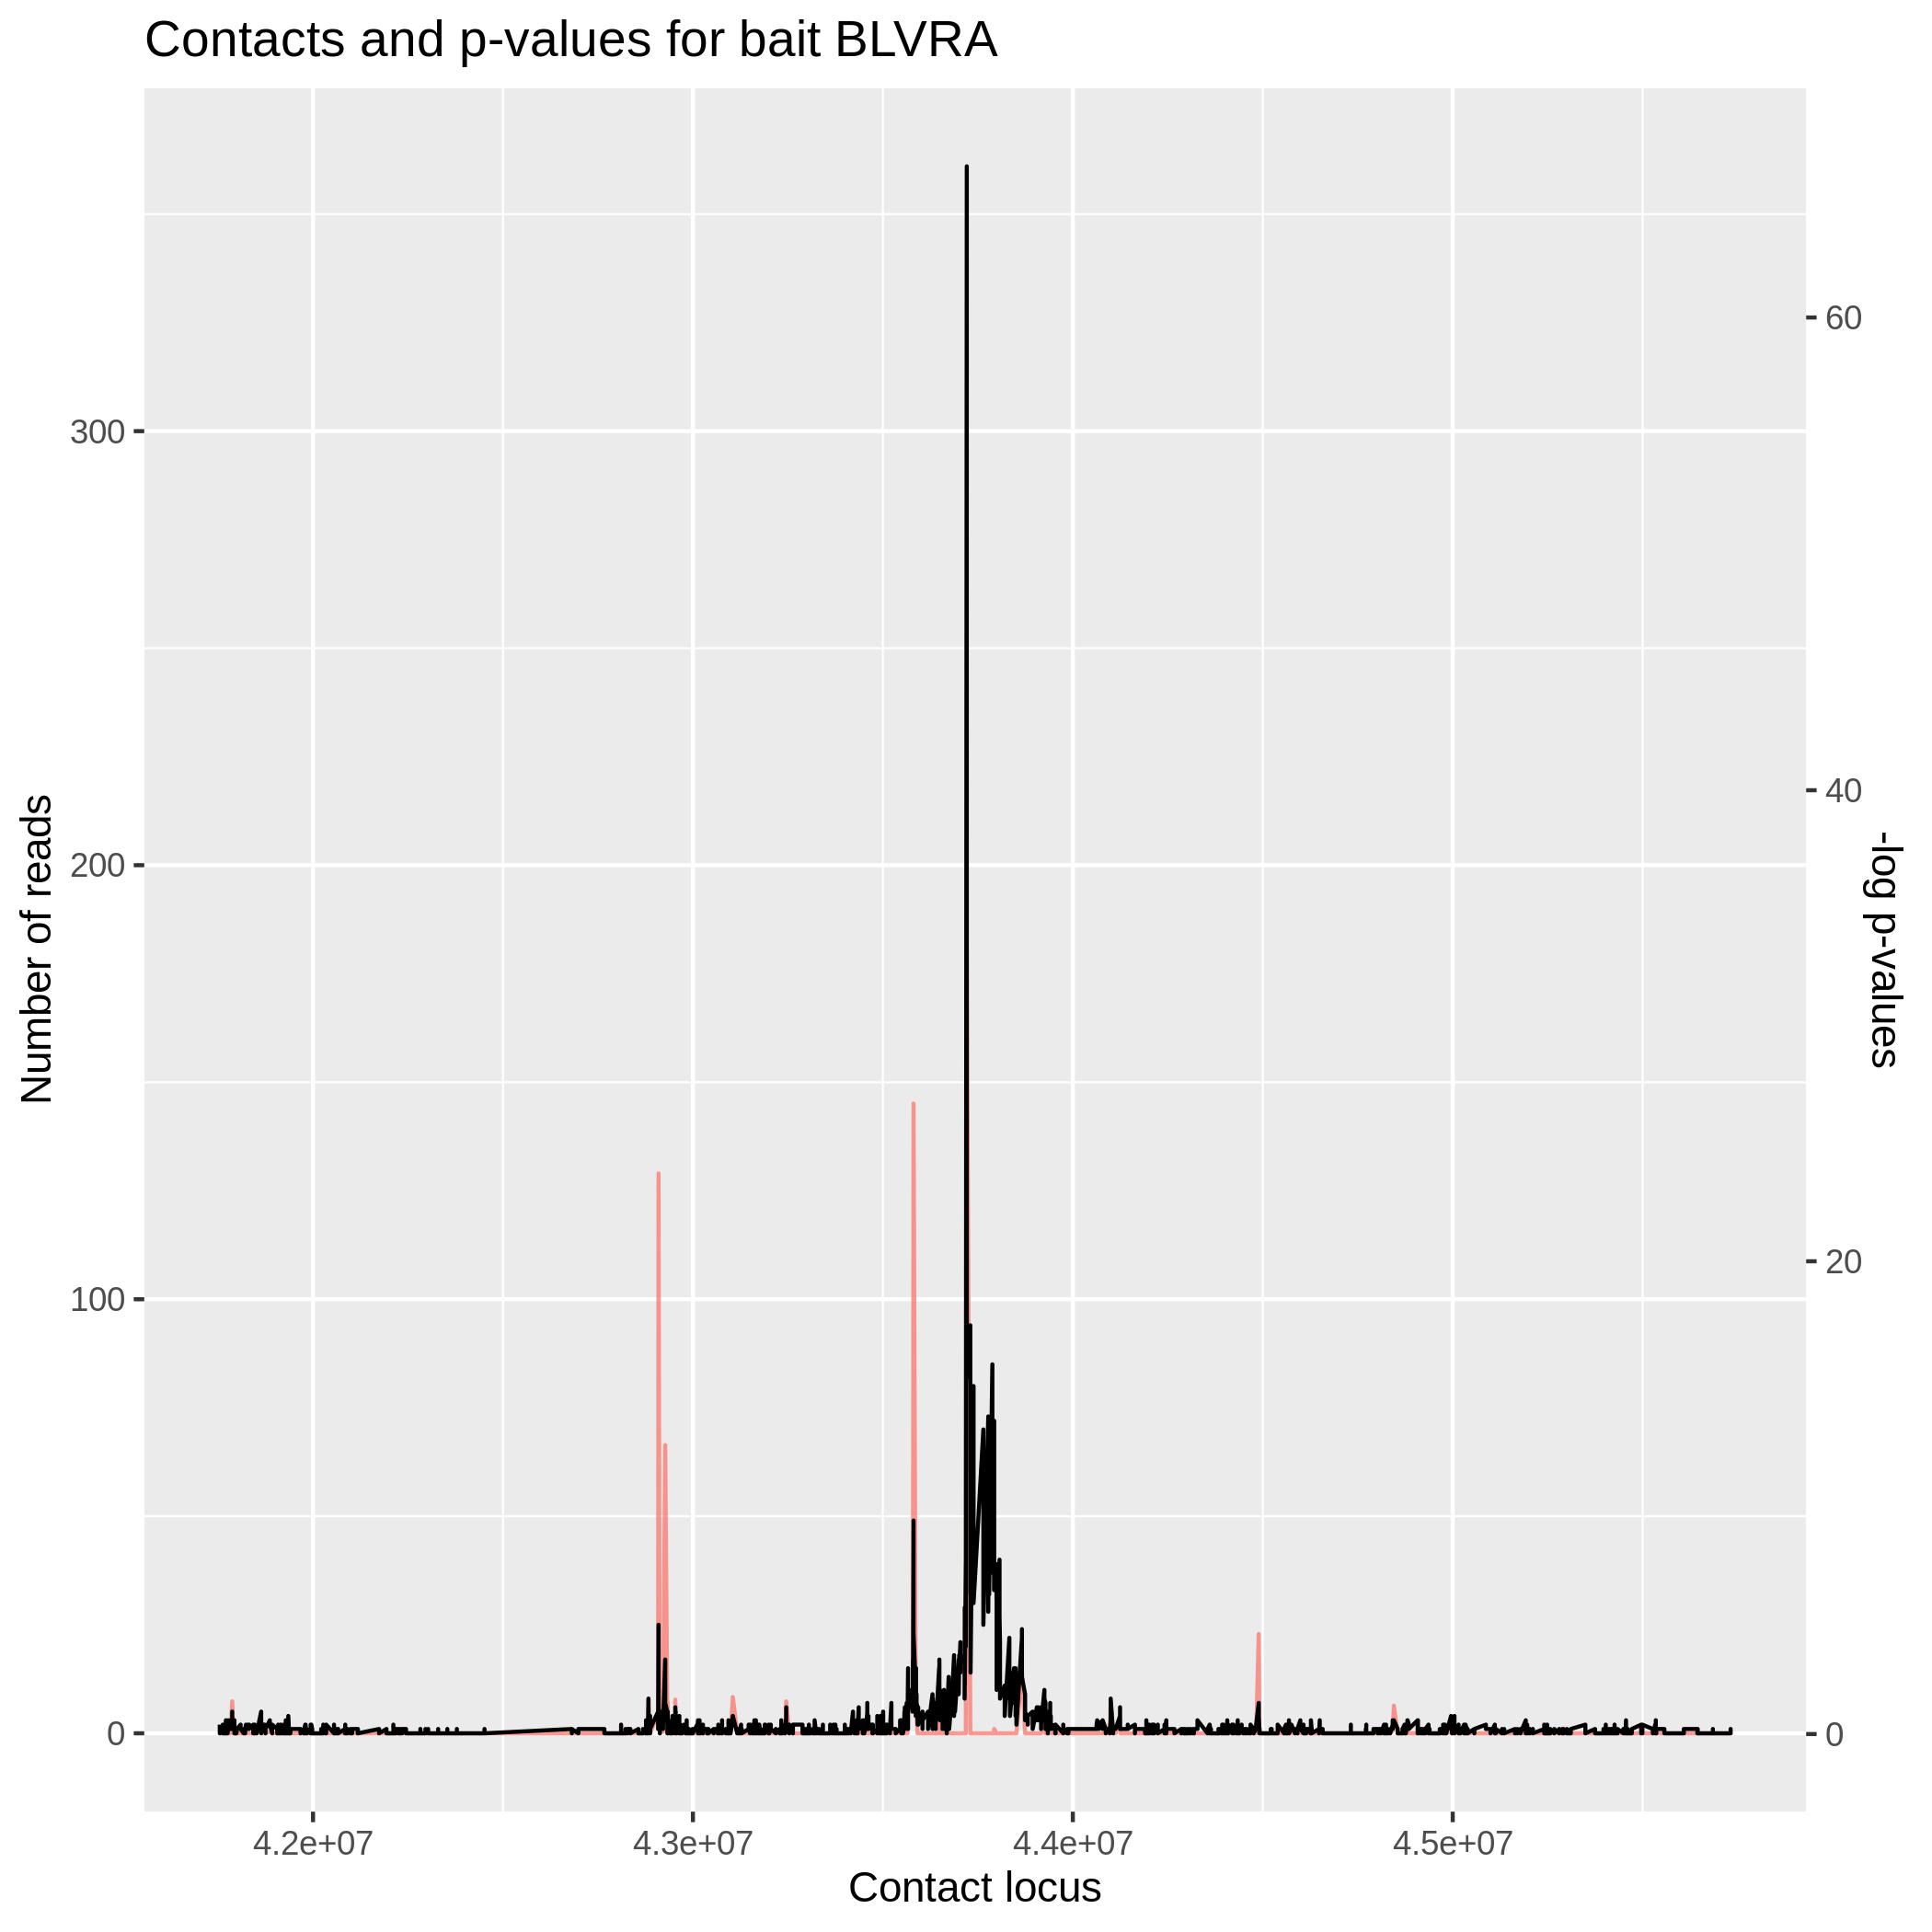 Contacts and p-values for bait BLVRA
Number of reads
300
200
100
0
60
40
20
0
-log p-values
4.2e+07
4.3e+07
4.4e+07
4.5e+07
Contact locus